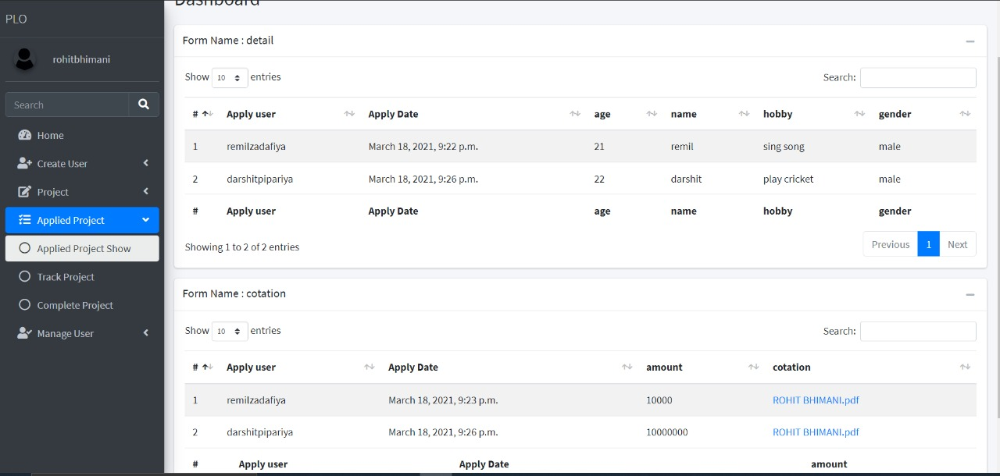 Dashboard
PLO
rohitbhimani
Search
Home
Create User
Project
Applied Project
Applied Project Show
Track Project
Complete Project
Manage User
Form Name : detail
Show 10 entries Search:
# Apply user Apply Date age name hobby gender
1 remilzadafiya March 18, 2021, 9:22 p.m. 21 remil sing song male
2 darshitpipariya March 18, 2021, 9:26 p.m. 22 darshit play cricket male
# Apply user Apply Date age name hobby gender
Showing 1 to 2 of 2 entries Previous 1 Next
Form Name : cotation
Show 10 entries Search:
# Apply user Apply Date amount cotation
1 remilzadafiya March 18, 2021, 9:23 p.m. 10000 ROHIT BHIMANI.pdf
2 darshitpipariya March 18, 2021, 9:26 p.m. 10000000 ROHIT BHIMANI.pdf
# Apply user Apply Date amount